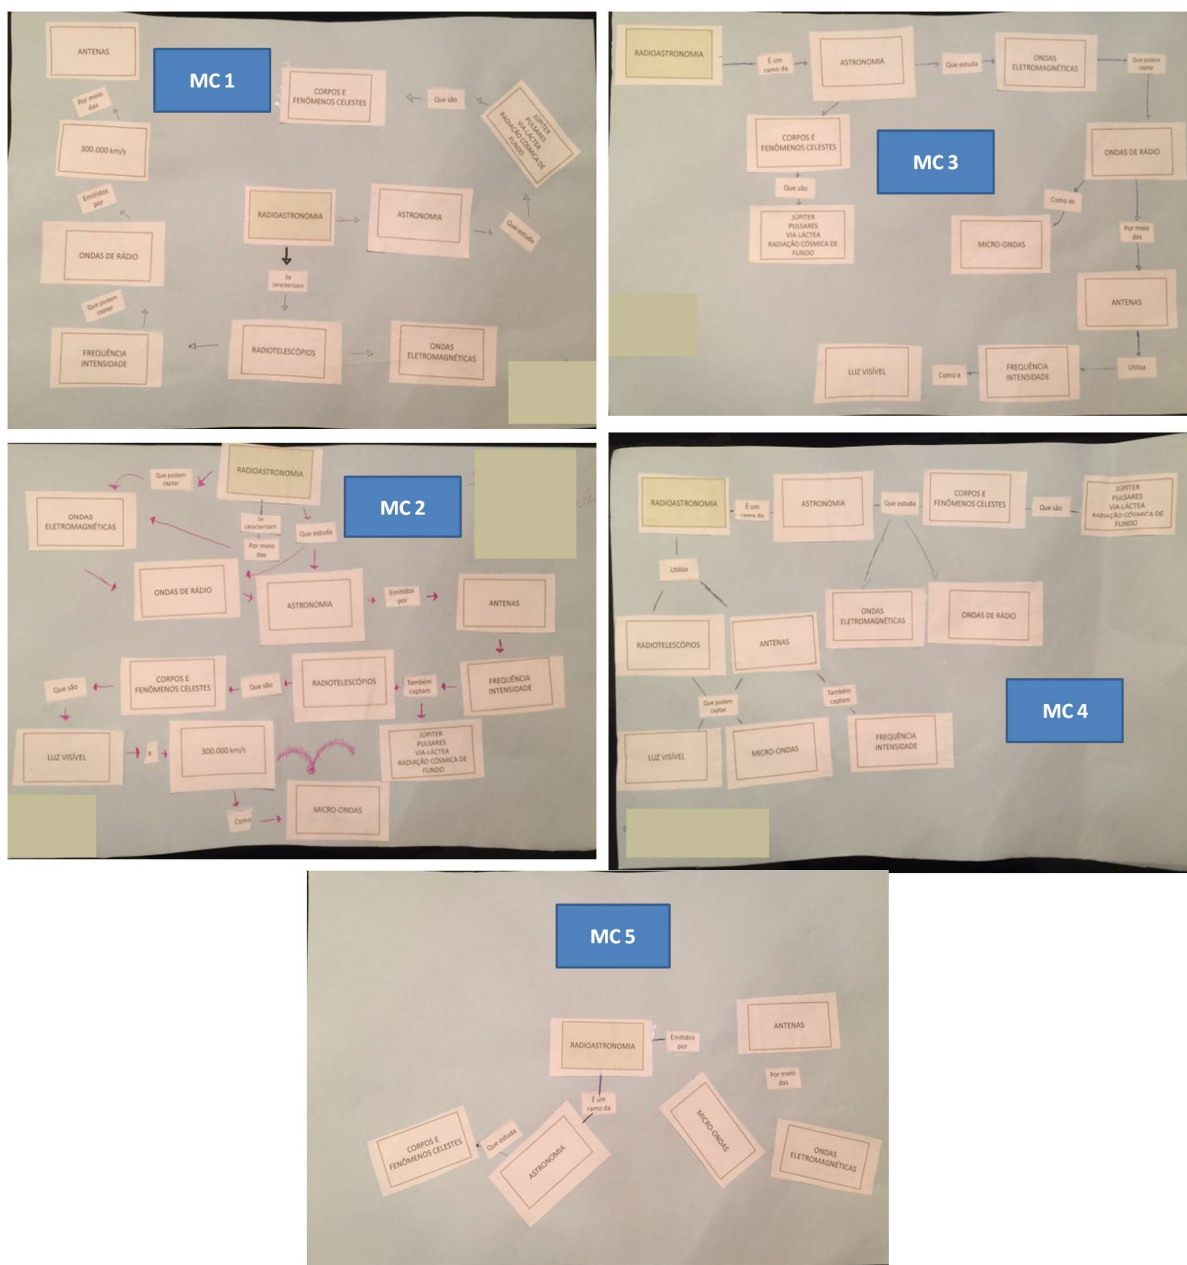 ANTENAS
MC 1
CORPOS E
FENÔMENOS CELESTES
Que são
JÚPITER
PULSARES
VIA-LÁCTEA
RADIAÇÃO CÓSMICA DE
FUNDO
Por meio
das
300.000 km/s
Emitidos
por
RADIOASTRONOMIA
ASTRONOMIA
Que estuda
ONDAS DE RÁDIO
Se
caracterizam
Que podem
captar
FREQUÊNCIA
INTENSIDADE
RADIOTELESCÓPIOS
ONDAS
ELETROMAGNÉTICAS
RADIOASTRONOMIA
É um
ramo da
ASTRONOMIA
Que estuda
ONDAS
ELETROMAGNÉTICAS
Que podem
captar
CORPOS E
FENÔMENOS CELESTES
MC 3
ONDAS DE RÁDIO
Que são
Como as
JÚPITER
PULSARES
VIA-LÁCTEA
RADIAÇÃO CÓSMICA DE
FUNDO
MICRO-ONDAS
Por meio
das
ANTENAS
LUZ VISÍVEL
Como a
FREQUÊNCIA
INTENSIDADE
Utiliza
RADIOASTRONOMIA
Que podem
captar
MC 2
ONDAS
ELETROMAGNÉTICAS
Se
caracterizam
Por meio
das
Que estuda
ONDAS DE RÁDIO
ASTRONOMIA
Emitidos
por
ANTENAS
Que são
CORPOS E
FENÔMENOS CELESTES
Que são
RADIOTELESCÓPIOS
Também
captam
FREQUÊNCIA
INTENSIDADE
LUZ VISÍVEL
a
300.000 km/s
JÚPITER
PULSARES
VIA-LÁCTEA
RADIAÇÃO CÓSMICA DE
FUNDO
Como
MICRO-ONDAS
RADIOASTRONOMIA
É um
ramo da
ASTRONOMIA
Que estuda
CORPOS E
FENÔMENOS CELESTES
Que são
JÚPITER
PULSARES
VIA-LÁCTEA
RADIAÇÃO CÓSMICA DE
FUNDO
Utiliza
RADIOTELESCÓPIOS
ANTENAS
ONDAS
ELETROMAGNÉTICAS
ONDAS DE RÁDIO
Que podem
captar
Também
captam
MC 4
LUZ VISÍVEL
MICRO-ONDAS
FREQUÊNCIA
INTENSIDADE
MC 5
RADIOASTRONOMIA
Emitidos
por
ANTENAS
Por meio
das
É um
ramo da
CORPOS E
FENÔMENOS CELESTES
Que estuda
ASTRONOMIA
MICRO-ONDAS
ONDAS
ELETROMAGNÉTICAS